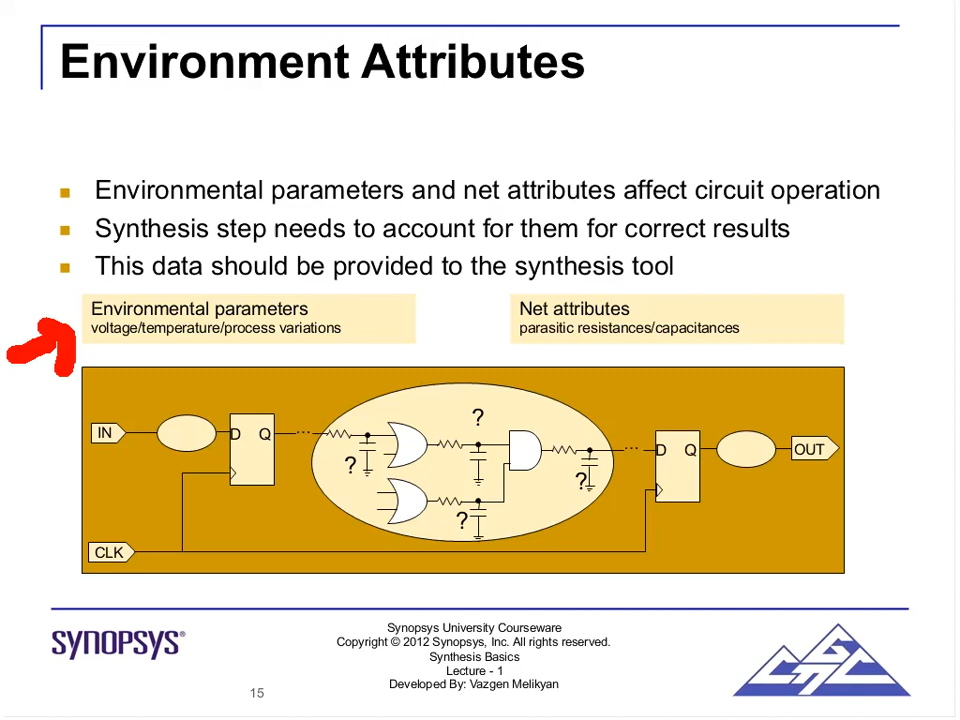 Environment Attributes
Environmental parameters and net attributes affect circuit operation
Synthesis step needs to account for them for correct results
This data should be provided to the synthesis tool
Environmental parameters
voltage/temperature/process variations
Net attributes
parasitic resistances/capacitances
IN
D Q
...
?
?
?
?
...
D Q
OUT
CLK
SYNOPSYS®
Synopsys University Courseware
Copyright © 2012 Synopsys, Inc. All rights reserved.
Synthesis Basics
Lecture - 1
Developed By: Vazgen Melikyan
15